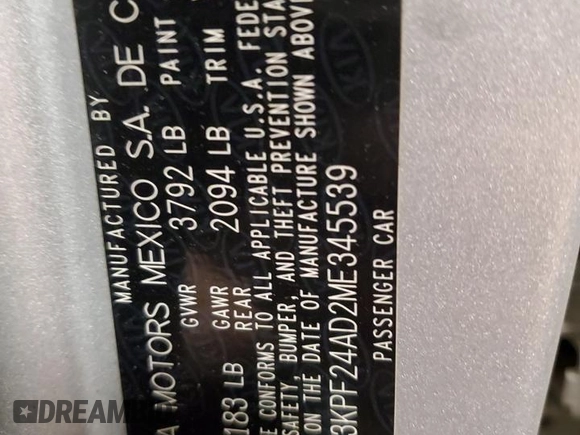 MANUFACTURED BY
A MOTORS MEXICO S.A. DE C
GVWR 3792 LB PAINT
GAWR 2094 LB TRIM
183 LB REAR
E CONFORMS TO ALL APPLICABLE U.S.A. FEDE
SAFETY BUMPER, AND THEFT PREVENTION STA
ON THE DATE OF MANUFACTURE SHOWN ABOV
3KPF24AD2ME345539
PASSENGER CAR
KIA
DREAM